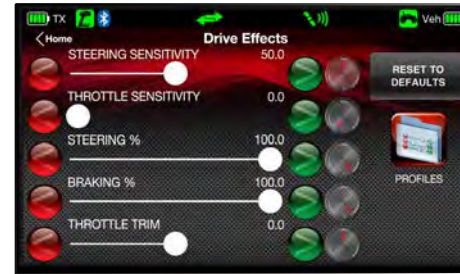 TX Veh
Home Drive Effects
STEERING SENSITIVITY 50.0
RESET TO
DEFAULTS
THROTTLE SENSITIVITY 0.0
STEERING % 100.0
PROFILES
BRAKING % 100.0
THROTTLE TRIM 0.0